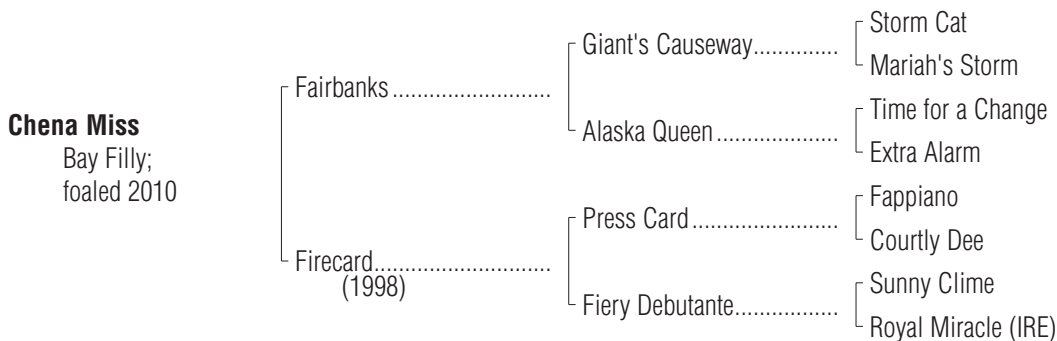 Storm Cat
Giant's Causeway..............
Mariah's Storm
Fairbanks ..........................
Time for a Change
Alaska Queen ....................
Extra Alarm
Chena Miss
Bay Filly;
foaled 2010
Fappiano
Press Card ........................
Courtly Dee
Firecard.............................
(1998)
Sunny Clime
Fiery Debutante.................
Royal Miracle (IRE)